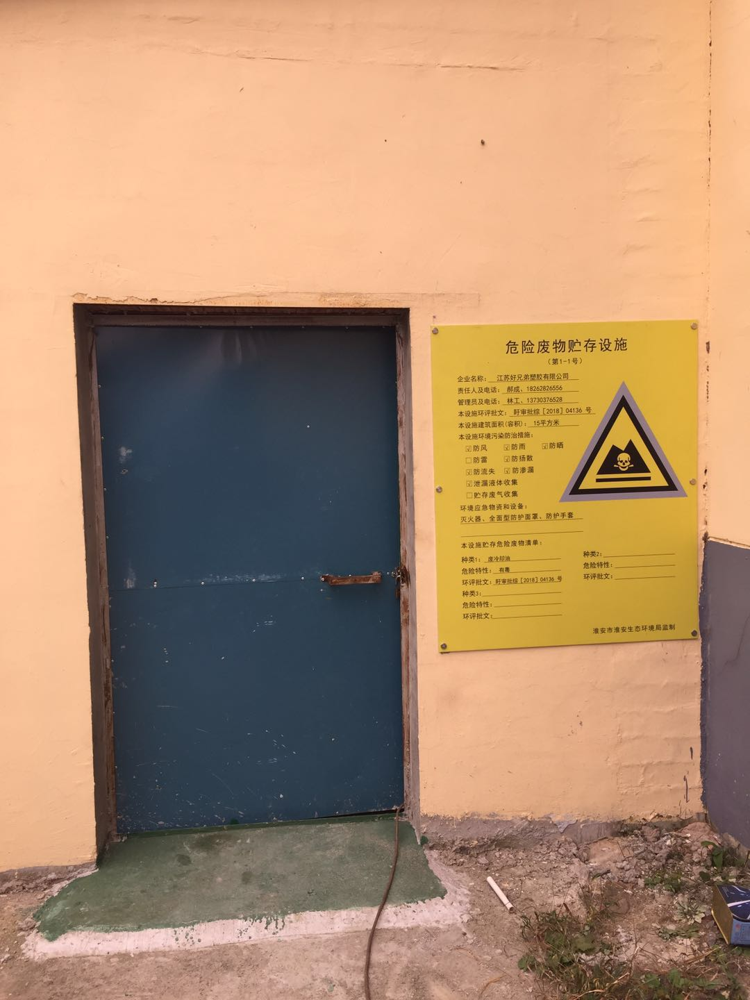 危险废物贮存设施
（第1-1号）
企业名称： 江苏好兄弟塑胶有限公司
责任人及电话： 郝成、18262826556
管理员及电话： 林工、13730376528
本设施环评批文： 盱审批综［2018］04136 号
本设施建筑面积(容积)： 15平方米
本设施环境污染防治措施：
☑防风 ☑防雨 ☑防晒
☐防雷 ☑防扬散
☑防流失 ☑防渗漏
☑泄漏液体收集
☐贮存废气收集
环境应急物资和设备：
灭火器、全面型防护面罩、防护手套
本设施贮存危险废物清单：
种类1： 废冷却油
危险特性： 有毒
环评批文：盱审批综［2018］04136 号
种类3：
危险特性：
环评批文：
种类2：
危险特性：
环评批文：
淮安市淮安生态环境局监制